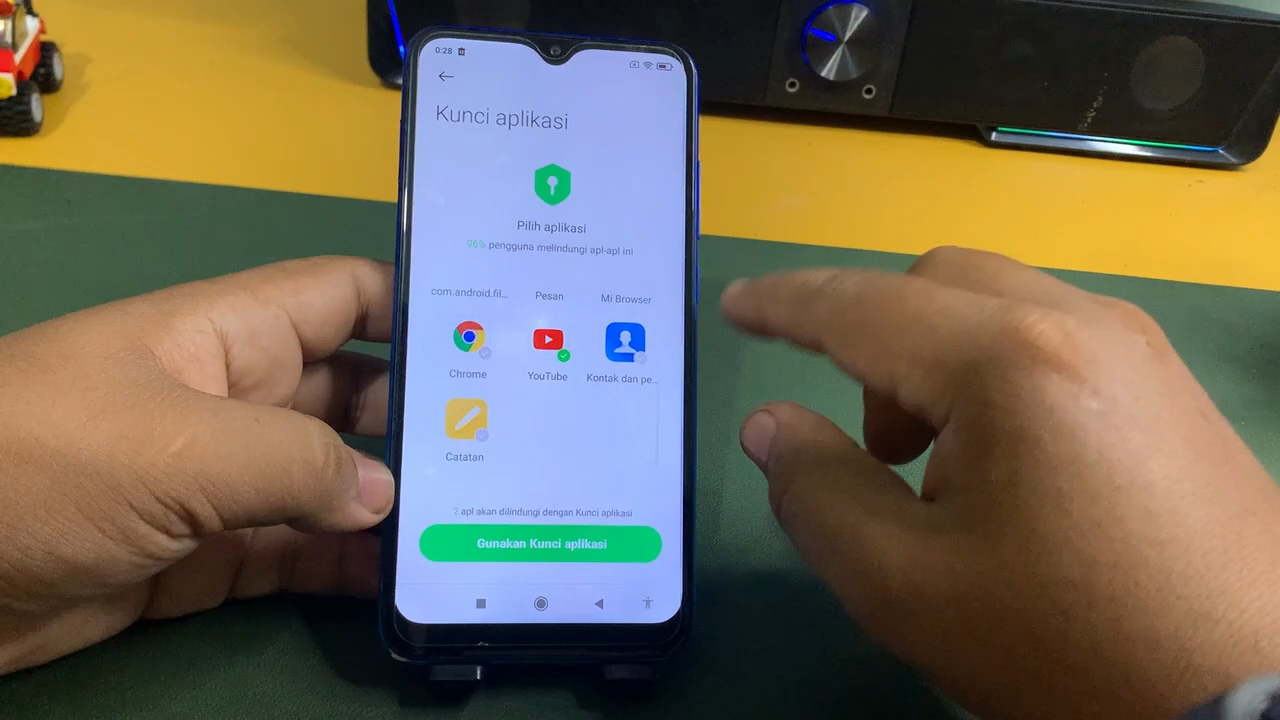 0:28
Kunci aplikasi
Pilih aplikasi
96% pengguna melindungi apl-apl ini
com.android.fil... Pesan Mi Browser
Chrome YouTube Kontak dan pe...
Catatan
2 apl akan dilindungi dengan Kunci aplikasi
Gunakan Kunci aplikasi